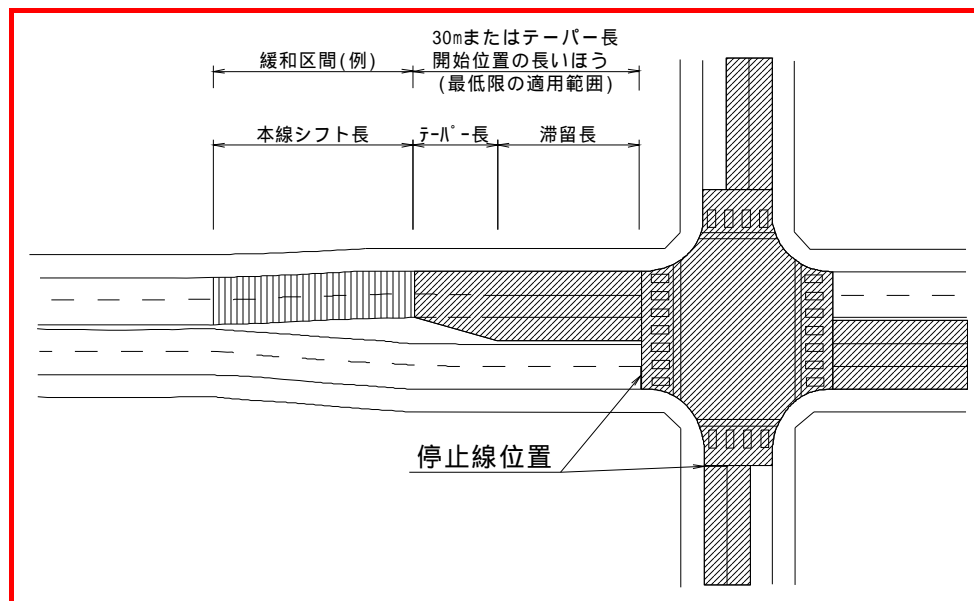 30mまたはテーパー長
緩和区間(例)
開始位置の長いほう
(最低限の適用範囲)
本線シフト長
ﾃｰﾊﾟｰ長
滞留長
停止線位置